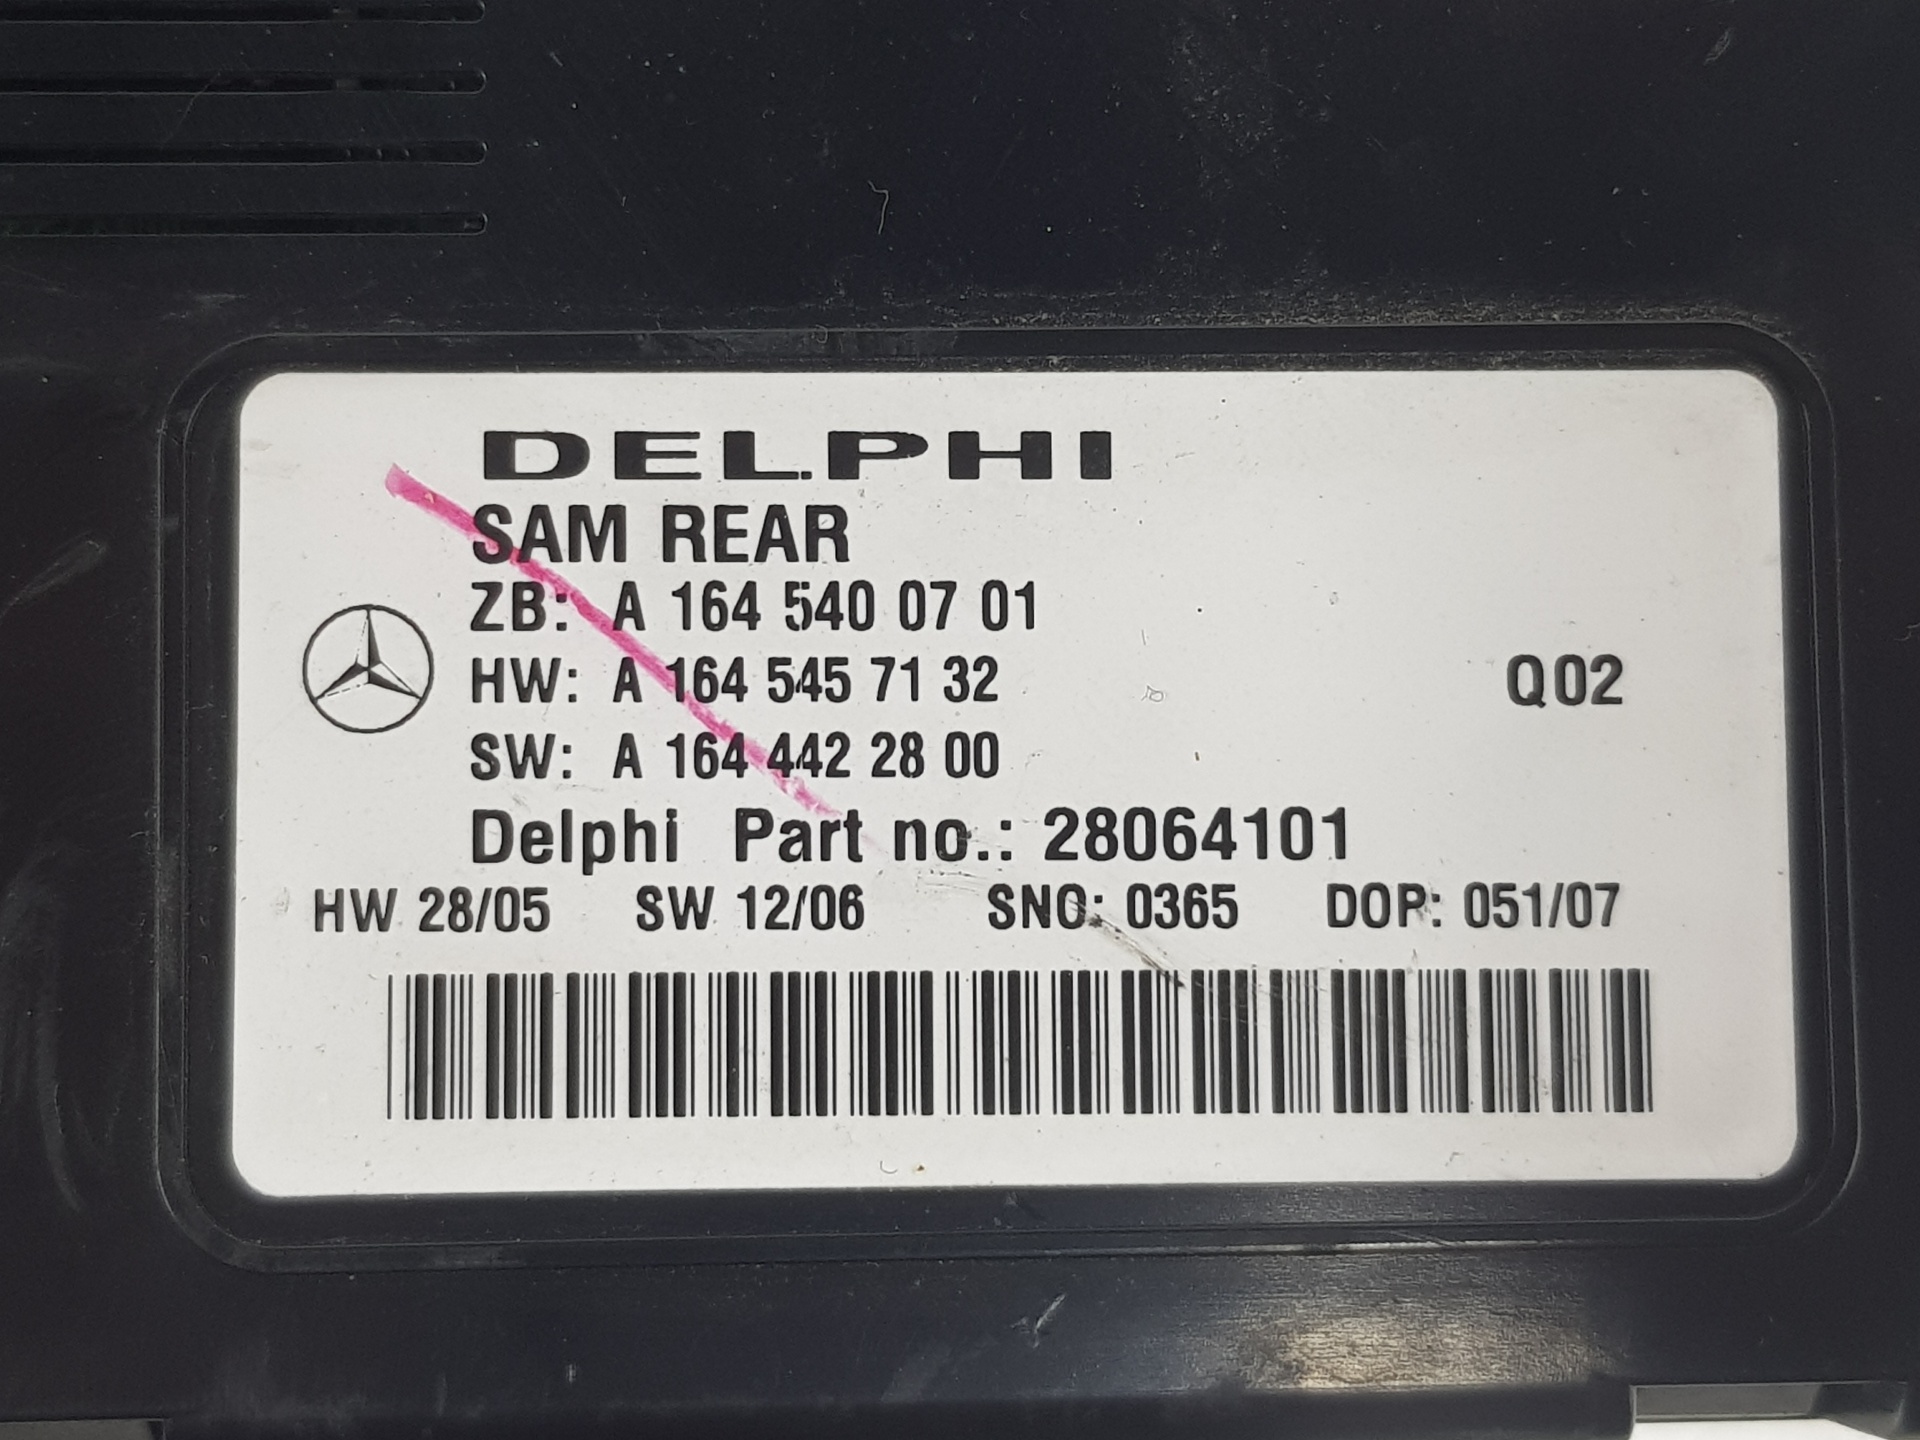 DELPHI
SAM REAR
ZB: A 164 540 07 01
HW: A 164 545 71 32 Q02
SW: A 164 442 28 00
Delphi Part no.: 28064101
HW 28/05 SW 12/06 SNO: 0365 DOP: 051/07